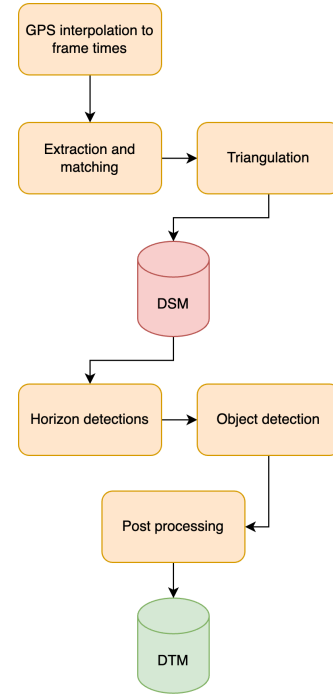 GPS interpolation to
frame times
Extraction and
matching
Triangulation
DSM
Horizon detections
Object detection
Post processing
DTM